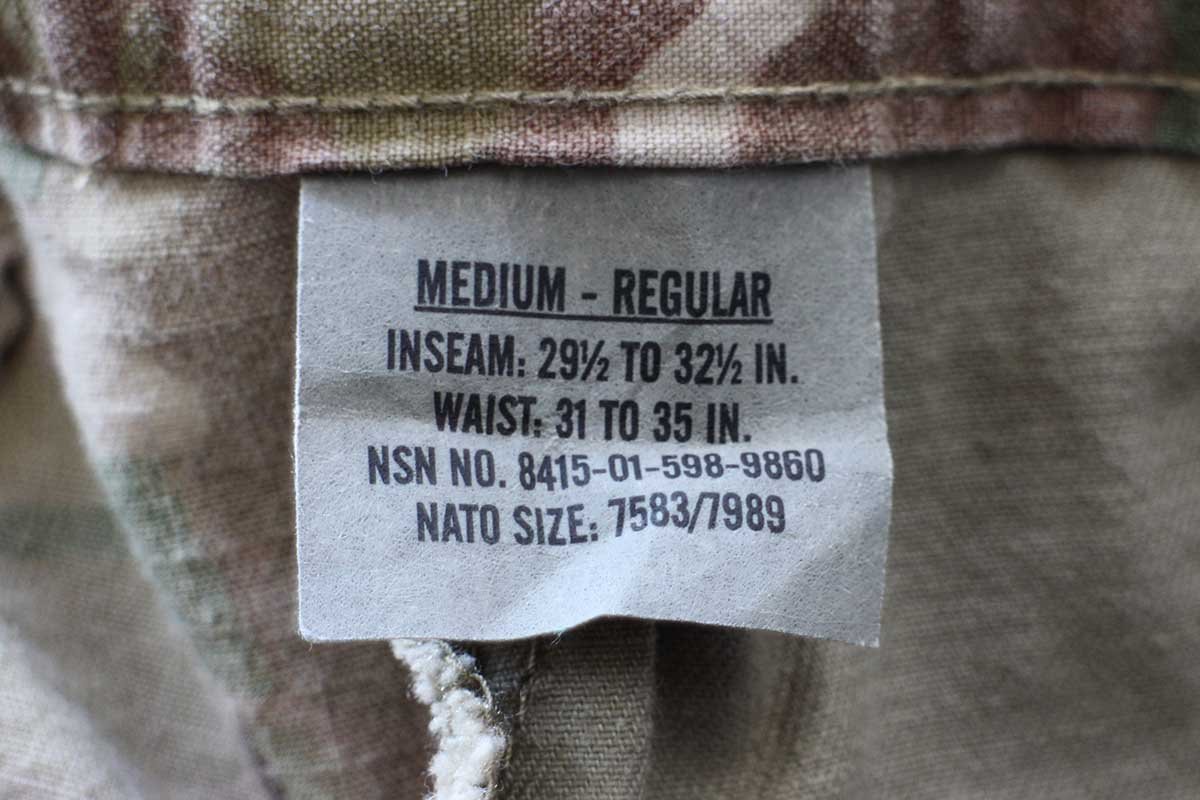 MEDIUM - REGULAR
INSEAM: 29½ TO 32½ IN.
WAIST: 31 TO 35 IN.
NSN NO. 8415-01-598-9860
NATO SIZE: 7583/7989